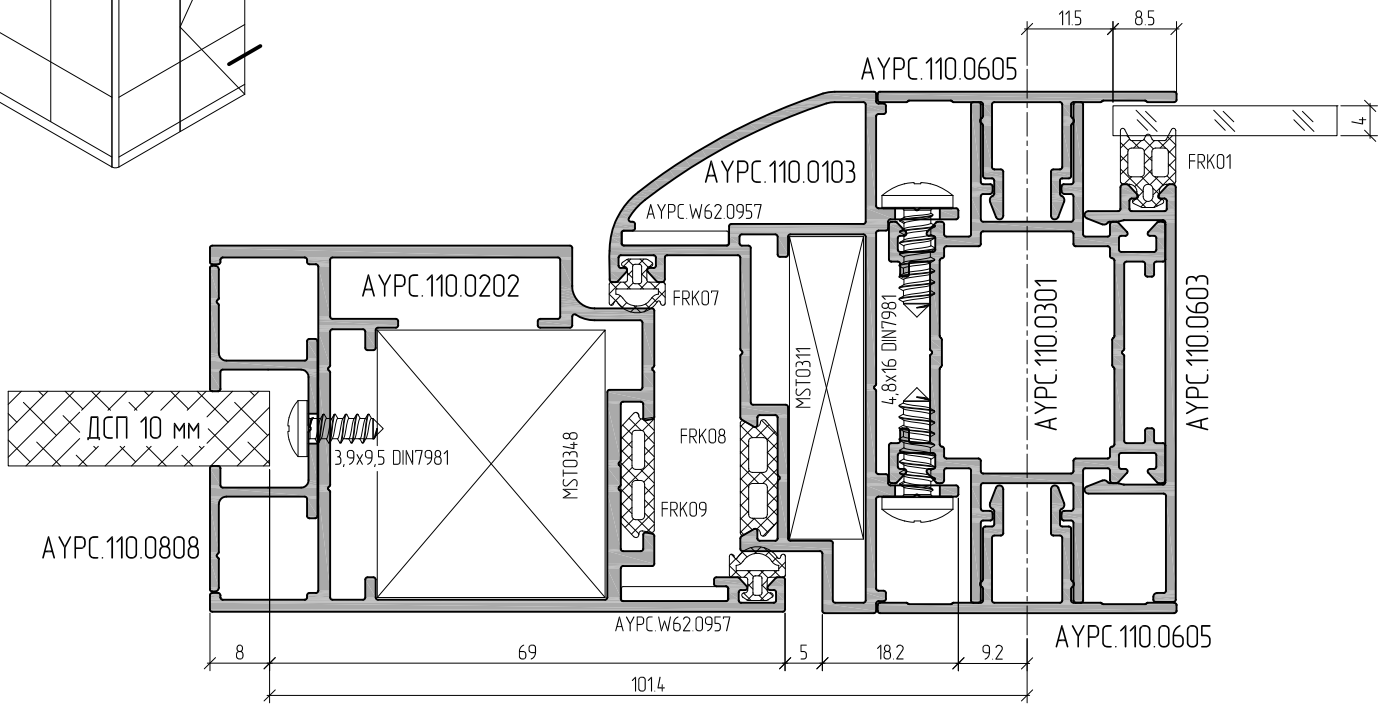 11.5
8.5
AYPC.110.0605
4
AYPC.110.0103
FRK01
AYPC.W62.0957
AYPC.110.0202
FRK07
4,8x16 DIN7981
AYPC.110.0301
AYPC.110.0603
MST0311
ДСП 10 мм
FRK08
3,9x9,5 DIN7981
MST0348
FRK09
AYPC.110.0808
AYPC.W62.0957
AYPC.110.0605
8
69
5
18.2
9.2
101.4